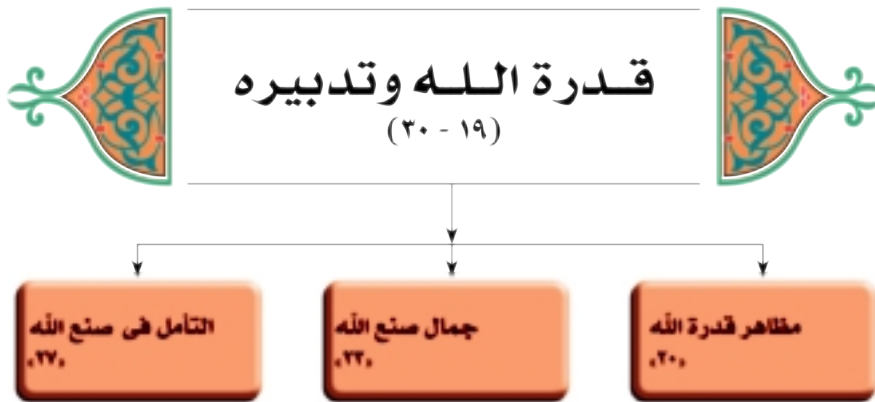 قدرة الله وتدبيره
(١٩ - ٣٠)
مظاهر قدرة الله
«٢٠»
جمال صنع الله
«٢٣»
التأمل فى صنع الله
«٢٧»